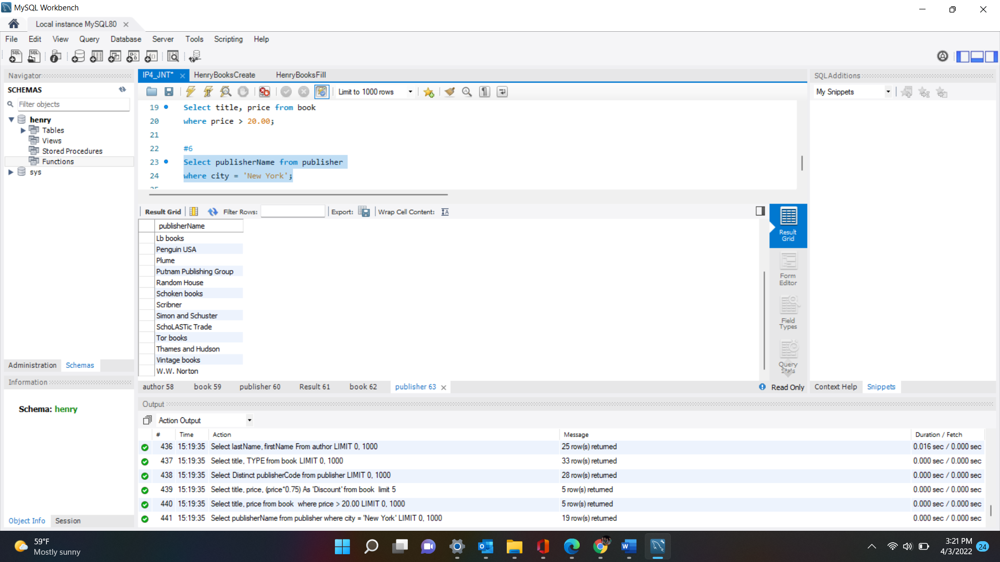 MySQL Workbench
Local instance MySQL80
File Edit View Query Database Server Tools Scripting Help
Navigator
SCHEMAS
Filter objects
henry
Tables
Views
Stored Procedures
Functions
sys
Administration Schemas
Information
Schema: henry
Object Info Session
IP4_JNT* HenryBooksCreate HenryBooksFill
Limit to 1000 rows
19 Select title, price from book
20 where price > 20.00;
21
22 #6
23 Select publisherName from publisher
24 where city = 'New York';
Result Grid Filter Rows: Export: Wrap Cell Content:
publisherName
Lb books
Penguin USA
Plume
Putnam Publishing Group
Random House
Schoken books
Scribner
Simon and Schuster
SchoLASTic Trade
Tor books
Thames and Hudson
Vintage books
W.W. Norton
Result
Grid
Form
Editor
Field
Types
Query
Stats
author 58 book 59 publisher 60 Result 61 book 62 publisher 63
Read Only
SQLAdditions
My Snippets
Context Help Snippets
Output
Action Output
# Time Action Message Duration / Fetch
436 15:19:35 Select lastName, firstName From author LIMIT 0, 1000 25 row(s) returned 0.016 sec / 0.000 sec
437 15:19:35 Select title, TYPE from book LIMIT 0, 1000 33 row(s) returned 0.000 sec / 0.000 sec
438 15:19:35 Select Distinct publisherCode from publisher LIMIT 0, 1000 28 row(s) returned 0.000 sec / 0.000 sec
439 15:19:35 Select title, price, (price*0.75) As 'Discount' from book limit 5 5 row(s) returned 0.000 sec / 0.000 sec
440 15:19:35 Select title, price from book where price > 20.00 LIMIT 0, 1000 5 row(s) returned 0.000 sec / 0.000 sec
441 15:19:35 Select publisherName from publisher where city = 'New York' LIMIT 0, 1000 19 row(s) returned 0.000 sec / 0.000 sec
59°F
Mostly sunny
3:21 PM
4/3/2022
24